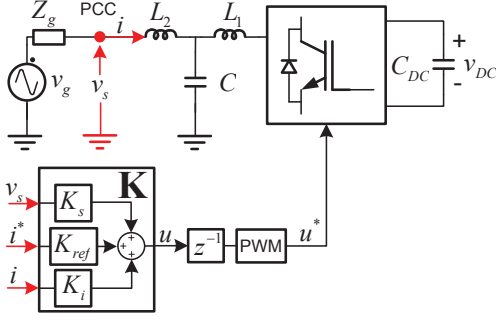 Z_g PCC i L_2 L_1
v_g v_s C C_DC + v_DC -
v_s K_s K
i^* K_ref + + + u z^{-1} PWM u^*
i K_i